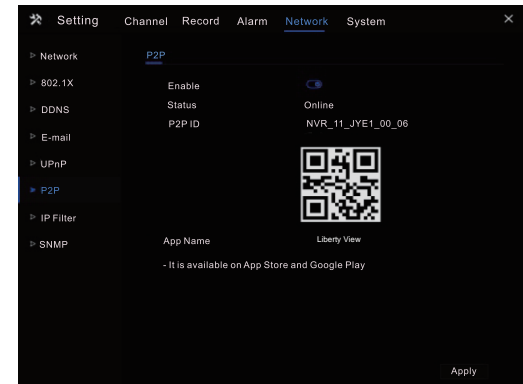 Setting Channel Record Alarm Network System ×
Network
802.1X
DDNS
E-mail
UPnP
P2P
IP Filter
SNMP
P2P
Enable
Status Online
P2P ID NVR_11_JYE1_00_06
App Name Liberty View
- It is available on App Store and Google Play
Apply